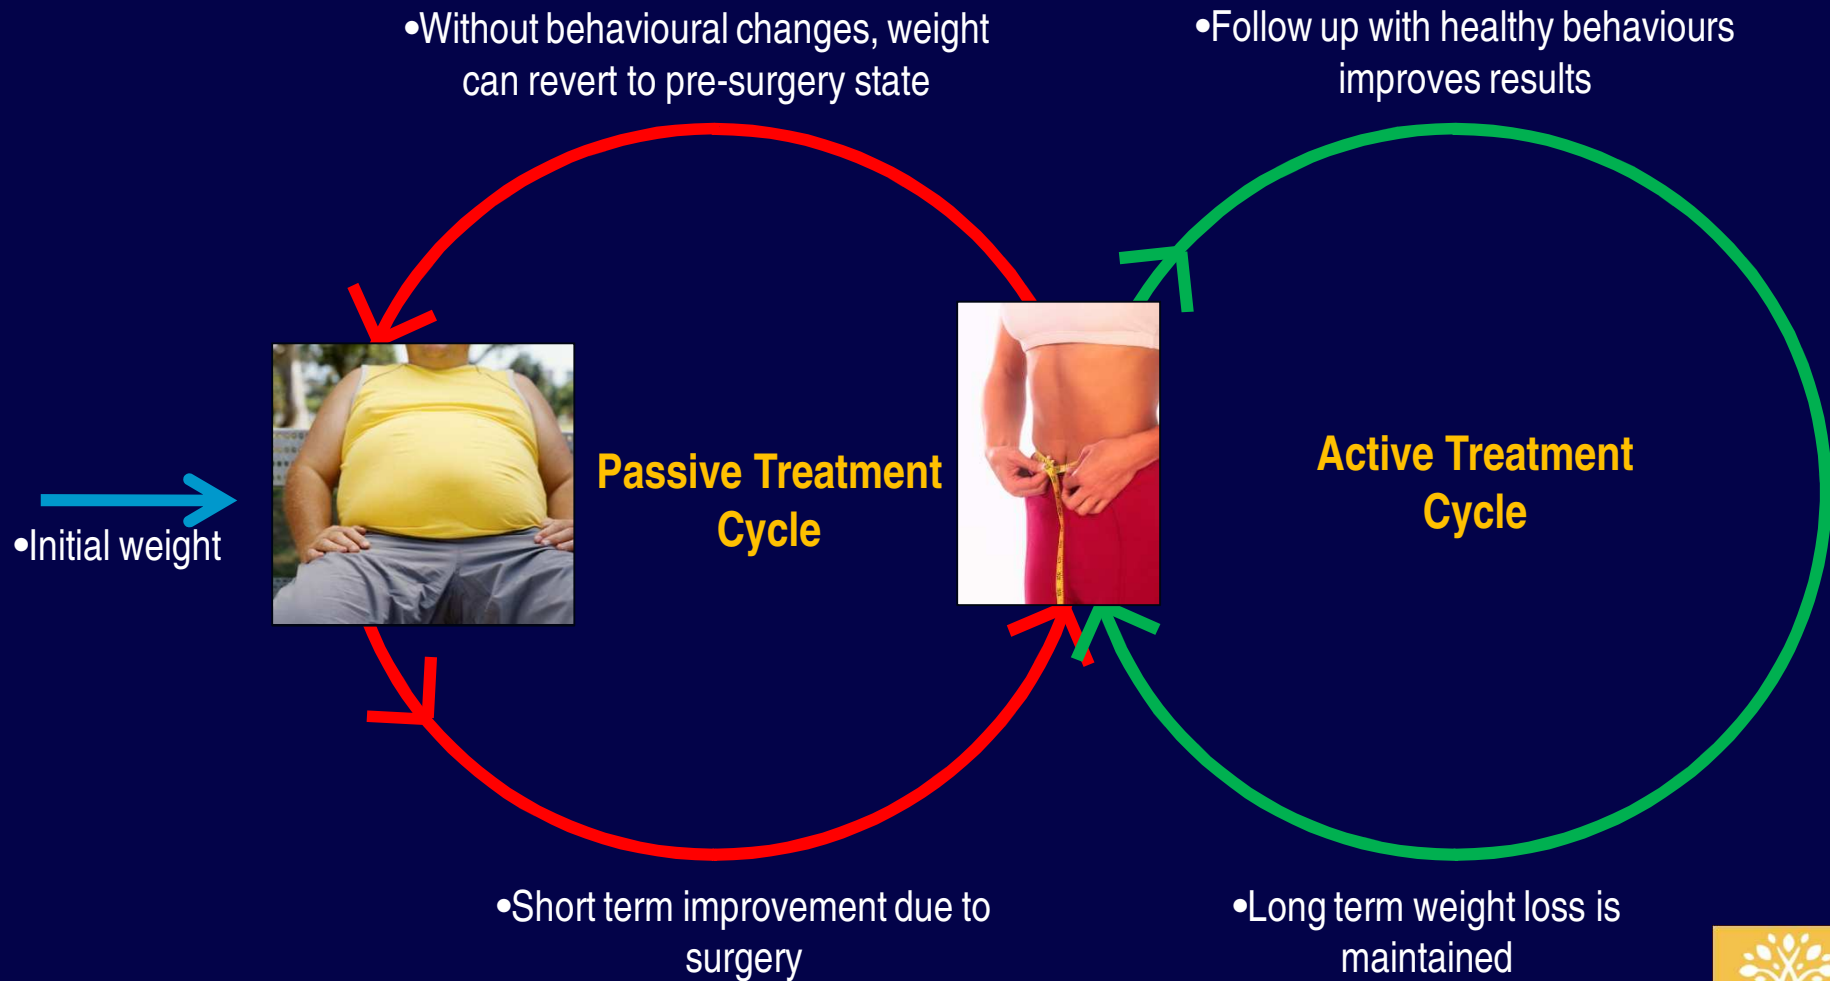 •Without behavioural changes, weight
can revert to pre-surgery state
•Follow up with healthy behaviours
improves results
•Initial weight
Passive Treatment
Cycle
Active Treatment
Cycle
•Short term improvement due to
surgery
•Long term weight loss is
maintained